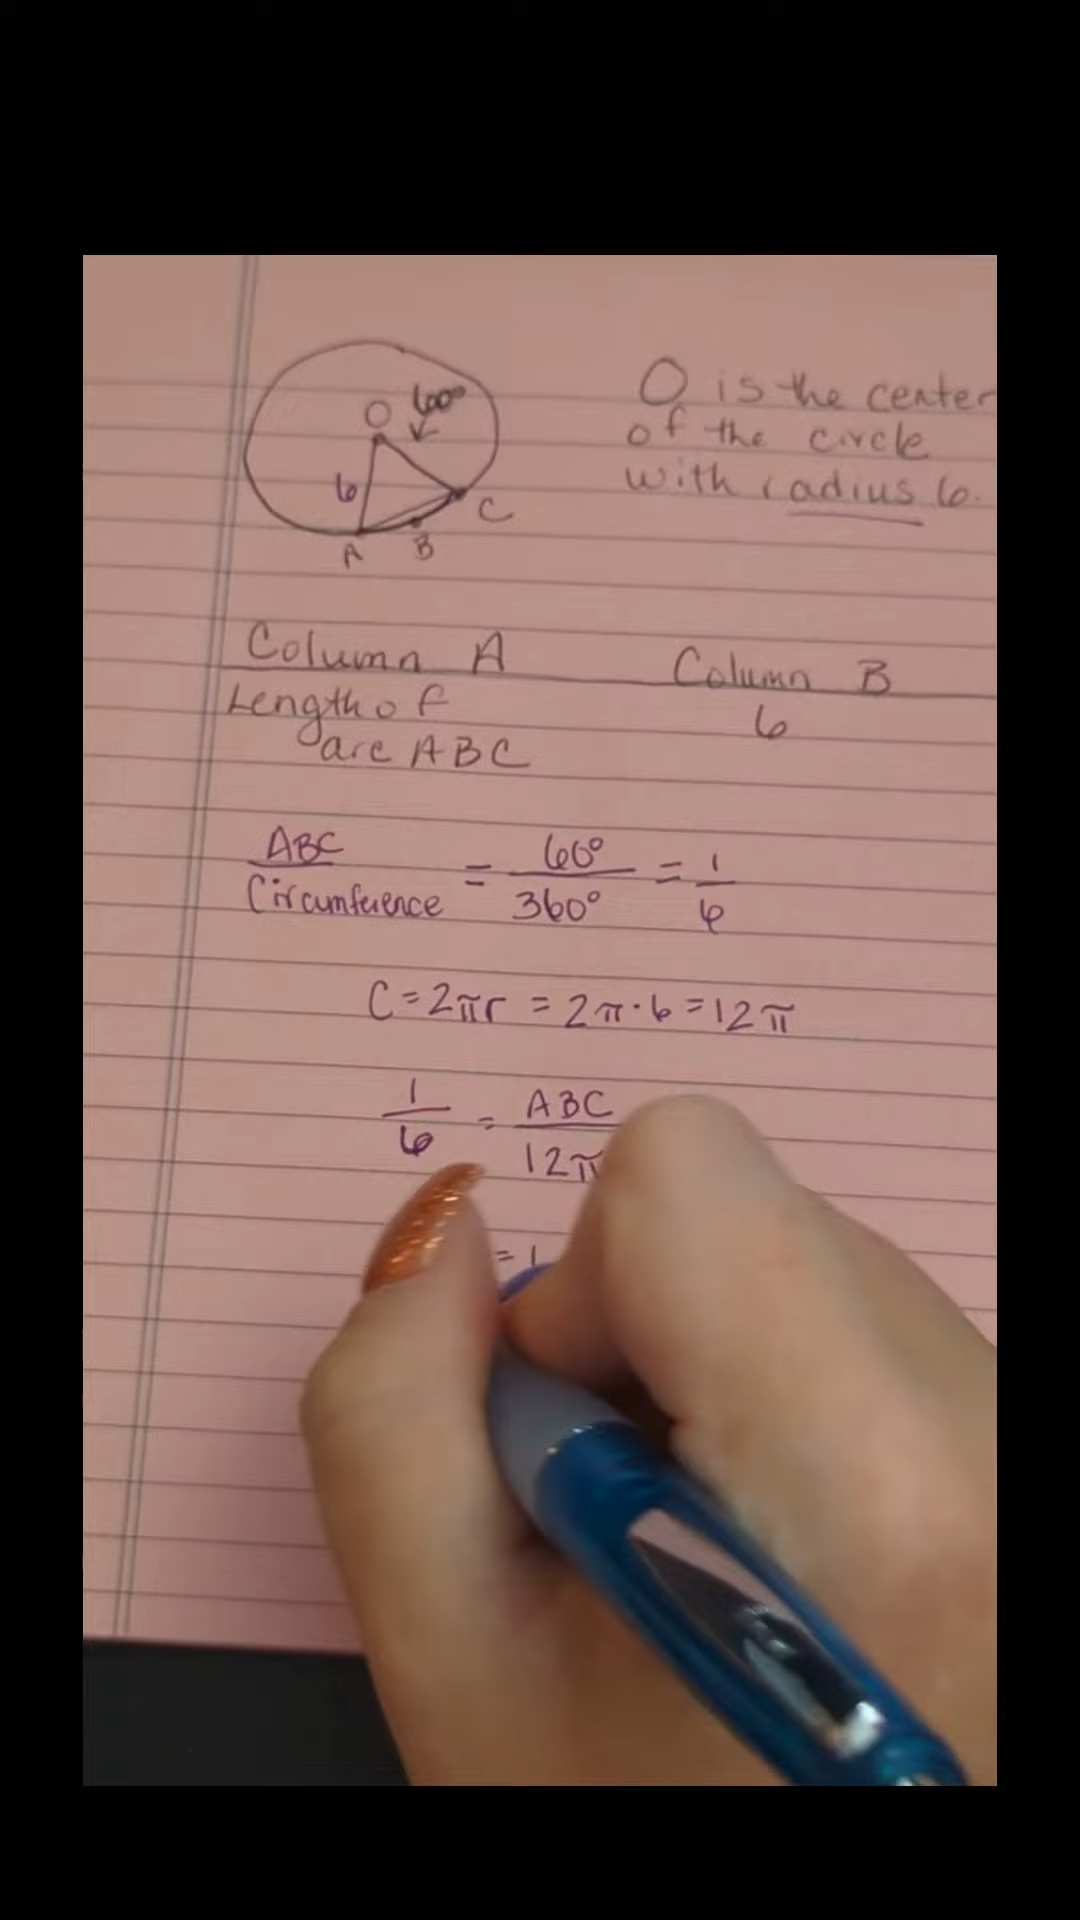 O 60°
6
C
A B
O is the center
of the circle
with radius 6.
Column A Column B
Length of 6
arc ABC
ABC / Circumference = 60° / 360° = 1 / 6
C = 2πr = 2π · 6 = 12π
1 / 6 = ABC / 12π
= 1